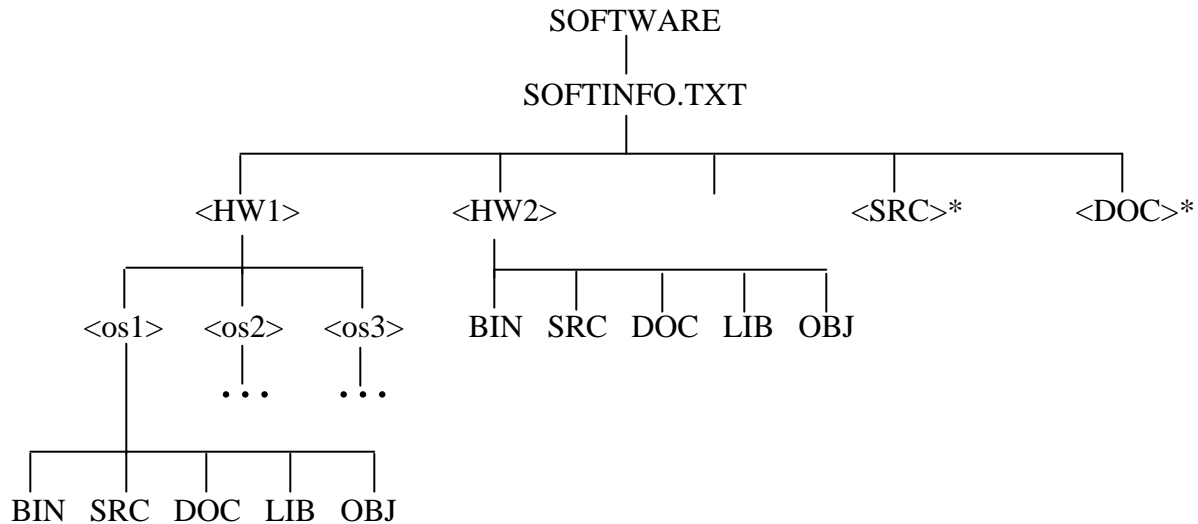 SOFTWARE
SOFTINFO.TXT
<HW1> <HW2> <SRC>* <DOC>*
<os1> <os2> <os3> BIN SRC DOC LIB OBJ
• • • • • •
BIN SRC DOC LIB OBJ